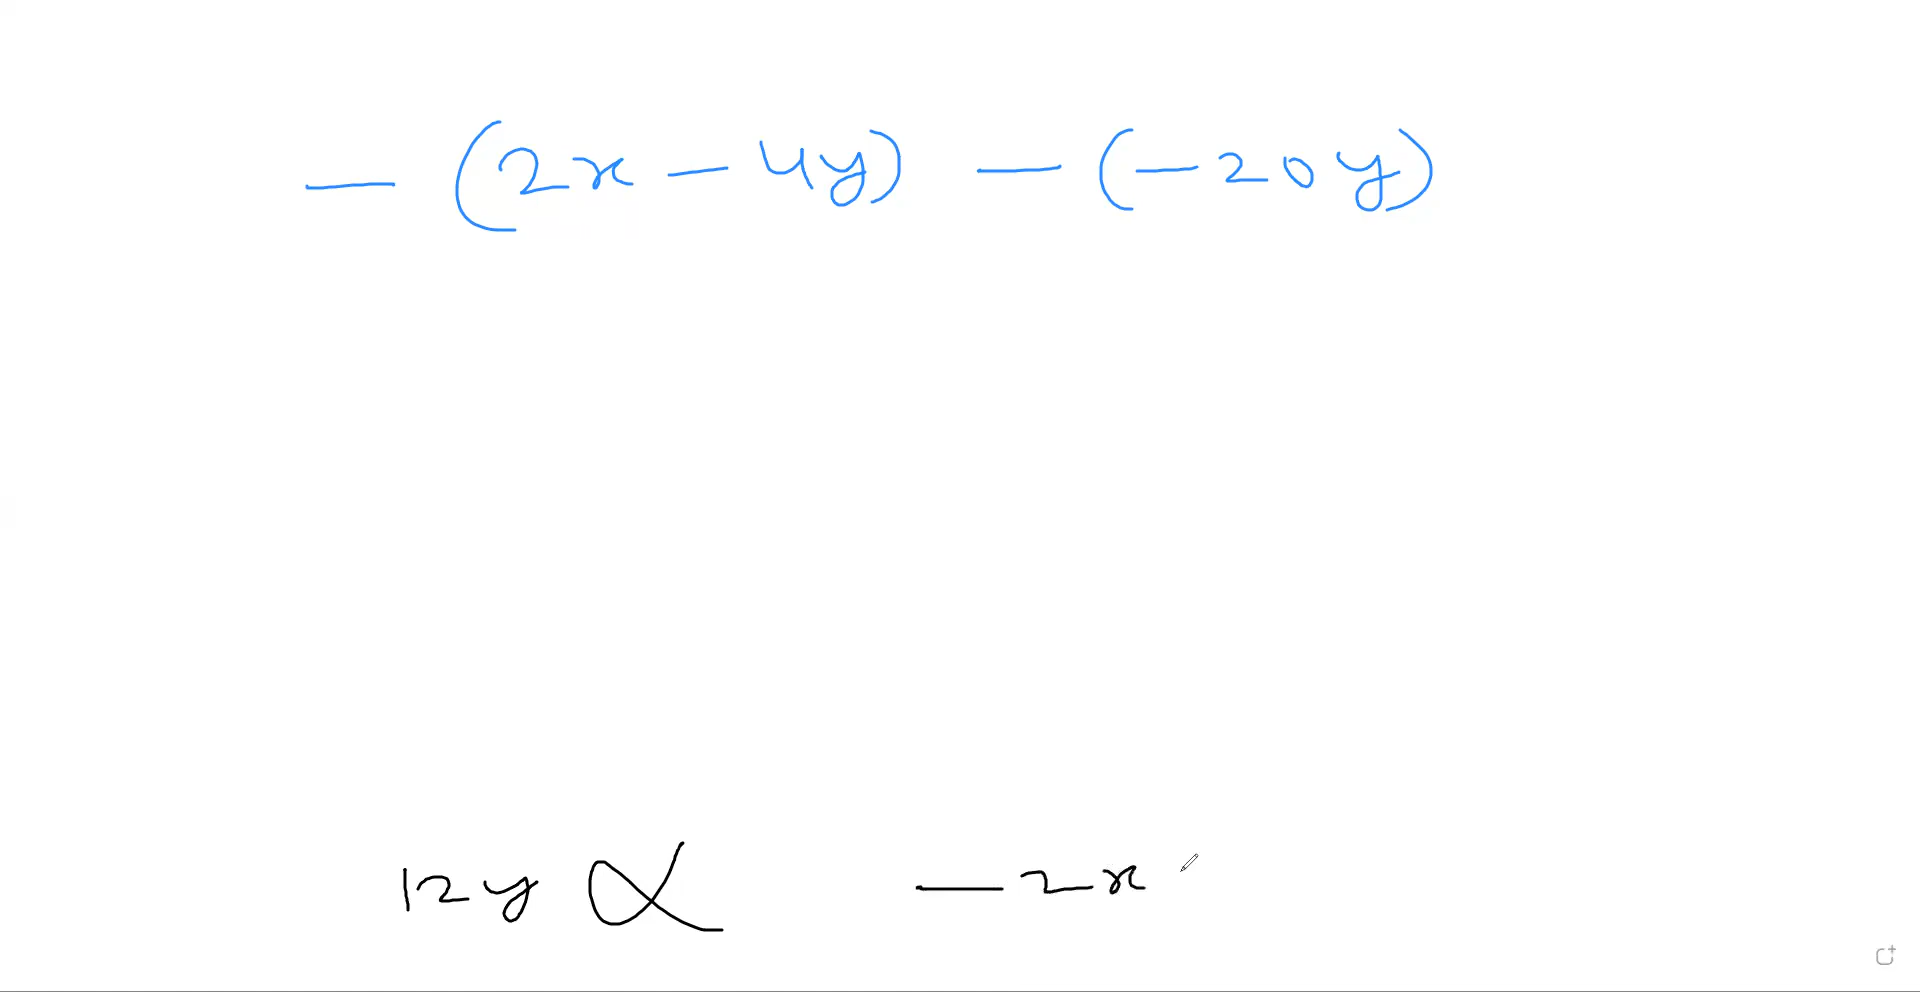 — (2x - 4y) - (-20y)
12y ∝ -2x